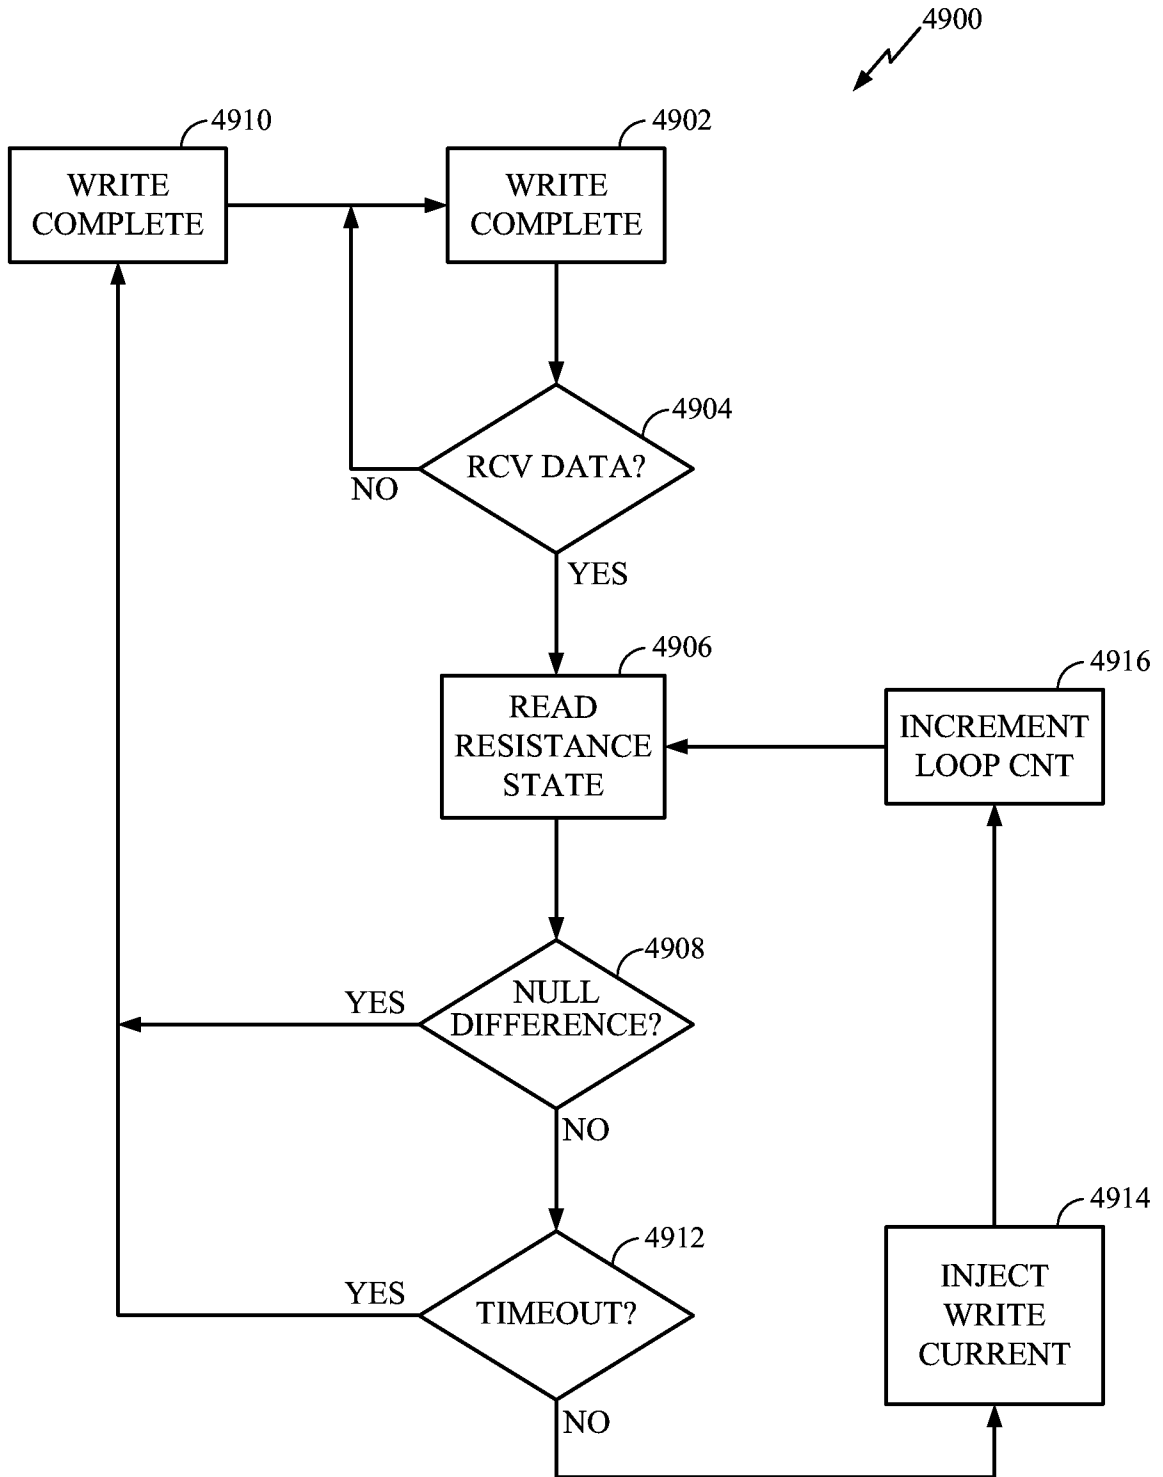 4900
4910
WRITE
COMPLETE
4902
WRITE
COMPLETE
4904
RCV DATA?
NO
YES
4906
READ
RESISTANCE
STATE
4916
INCREMENT
LOOP CNT
4908
NULL
DIFFERENCE?
YES
NO
4912
TIMEOUT?
YES
NO
4914
INJECT
WRITE
CURRENT